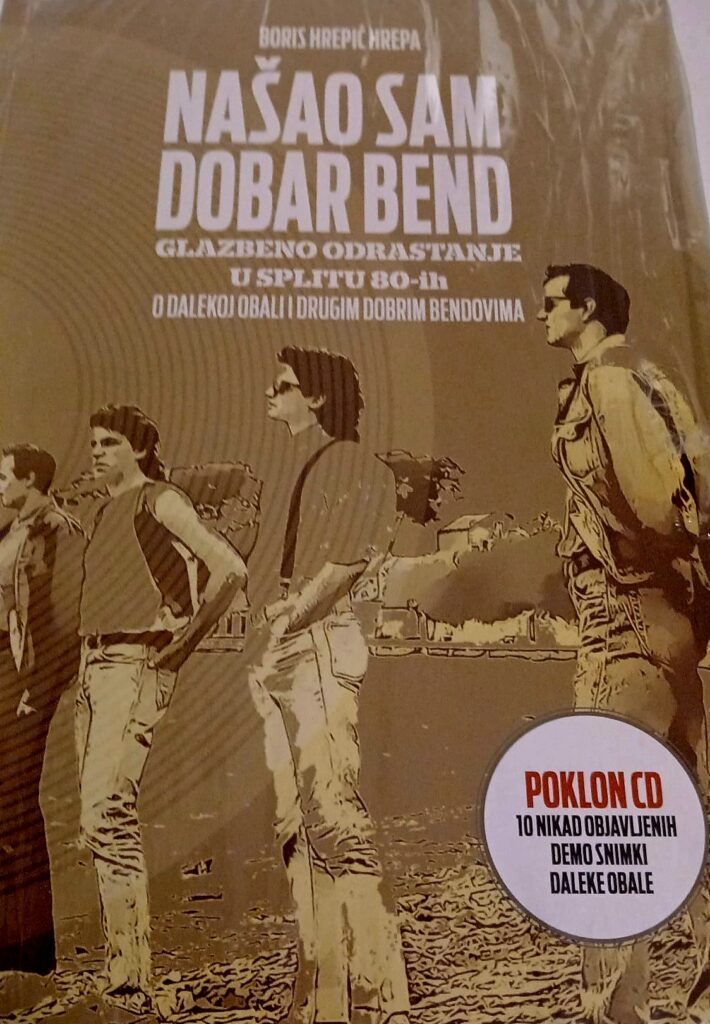 BORIS HREPIĆ HREPA
NAŠAO SAM
DOBAR BEND
GLAZBENO ODRASTANJE
U SPLITU 80-ih
O DALEKOJ OBALI I DRUGIM DOBRIM BENDOVIMA
POKLON CD
10 NIKAD OBJAVLJENIH
DEMO SNIMKI
DALEKE OBALE